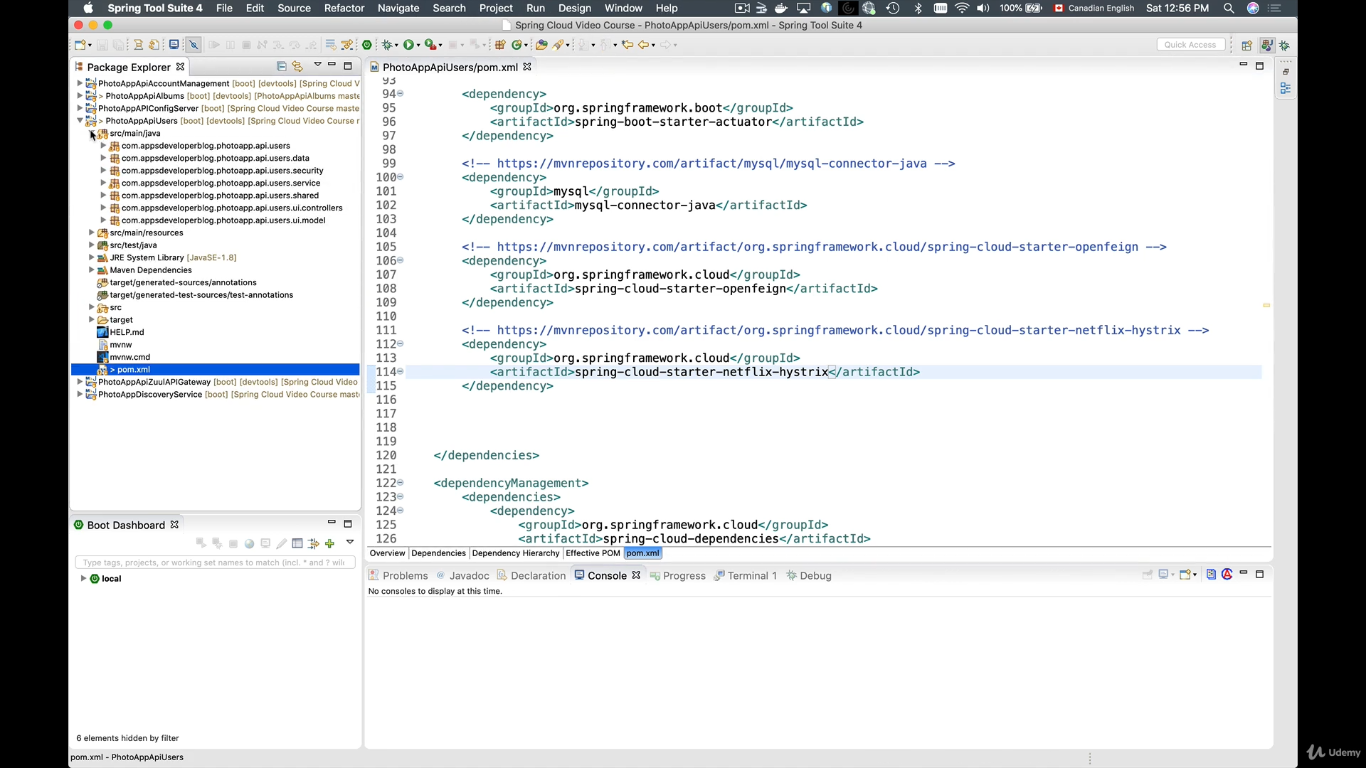 Spring Tool Suite 4 File Edit Source Refactor Navigate Search Project Run Design Window Help 100% Canadian English Sat 12:56 PM
Spring Cloud Video Course - PhotoAppApiUsers/pom.xml - Spring Tool Suite 4
Quick Access
Package Explorer
PhotoAppApiAccountManagement [boot] [devtools] [Spring Cloud V
> PhotoAppApiAlbums [boot] [devtools] [PhotoAppApiAlbums maste
PhotoAppAPIConfigServer [boot] [Spring Cloud Video Course master
> PhotoAppApiUsers [boot] [devtools] [Spring Cloud Video Course m
src/main/java
com.appsdeveloperblog.photoapp.api.users
com.appsdeveloperblog.photoapp.api.users.data
com.appsdeveloperblog.photoapp.api.users.security
com.appsdeveloperblog.photoapp.api.users.service
com.appsdeveloperblog.photoapp.api.users.shared
com.appsdeveloperblog.photoapp.api.users.ui.controllers
com.appsdeveloperblog.photoapp.api.users.ui.model
src/main/resources
src/test/java
JRE System Library [JavaSE-1.8]
Maven Dependencies
target/generated-sources/annotations
target/generated-test-sources/test-annotations
src
target
HELP.md
mvnw
mvnw.cmd
> pom.xml
PhotoAppApiZuulAPIGateway [boot] [devtools] [Spring Cloud Video
PhotoAppDiscoveryService [boot] [Spring Cloud Video Course master
6 elements hidden by filter
Boot Dashboard
Type tags, projects, or working set names to match (incl. * and ? wil
local
PhotoAppApiUsers/pom.xml
93
94 <dependency>
95 <groupId>org.springframework.boot</groupId>
96 <artifactId>spring-boot-starter-actuator</artifactId>
97 </dependency>
98
99 <!-- https://mvnrepository.com/artifact/mysql/mysql-connector-java -->
100 <dependency>
101 <groupId>mysql</groupId>
102 <artifactId>mysql-connector-java</artifactId>
103 </dependency>
104
105 <!-- https://mvnrepository.com/artifact/org.springframework.cloud/spring-cloud-starter-openfeign -->
106 <dependency>
107 <groupId>org.springframework.cloud</groupId>
108 <artifactId>spring-cloud-starter-openfeign</artifactId>
109 </dependency>
110
111 <!-- https://mvnrepository.com/artifact/org.springframework.cloud/spring-cloud-starter-netflix-hystrix -->
112 <dependency>
113 <groupId>org.springframework.cloud</groupId>
114 <artifactId>spring-cloud-starter-netflix-hystrix</artifactId>
115 </dependency>
116
117
118
119
120 </dependencies>
121
122 <dependencyManagement>
123 <dependencies>
124 <dependency>
125 <groupId>org.springframework.cloud</groupId>
126 <artifactId>spring-cloud-dependencies</artifactId>
Overview Dependencies Dependency Hierarchy Effective POM pom.xml
Problems Javadoc Declaration Console Progress Terminal 1 Debug
No consoles to display at this time.
pom.xml - PhotoAppApiUsers
Udemy